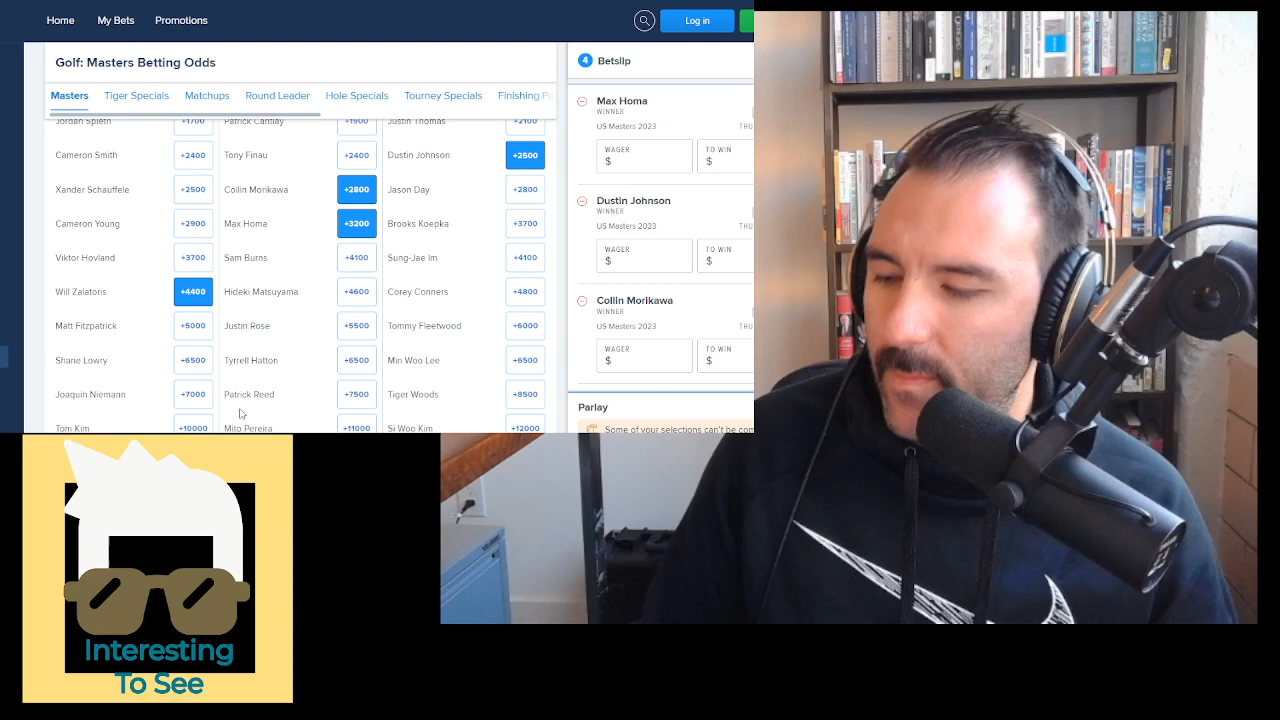 Home My Bets Promotions
Log in
Golf: Masters Betting Odds
Masters Tiger Specials Matchups Round Leader Hole Specials Tourney Specials Finishing Po
Jordan Spieth +1700 Patrick Cantlay +1900 Justin Thomas +2100
Cameron Smith +2400 Tony Finau +2400 Dustin Johnson +2500
Xander Schauffele +2500 Collin Morikawa +2800 Jason Day +2800
Cameron Young +2900 Max Homa +3200 Brooks Koepka +3700
Viktor Hovland +3700 Sam Burns +4100 Sung-Jae Im +4100
Will Zalatoris +4400 Hideki Matsuyama +4600 Corey Conners +4800
Matt Fitzpatrick +5000 Justin Rose +5500 Tommy Fleetwood +6000
Shane Lowry +6500 Tyrrell Hatton +6500 Min Woo Lee +6500
Joaquin Niemann +7000 Patrick Reed +7500 Tiger Woods +8500
Tom Kim +10000 Mito Pereira +11000 Si Woo Kim +12000
4 Betslip
Max Homa
WINNER
US Masters 2023 THU
WAGER TO WIN
$ $
Dustin Johnson
WINNER
US Masters 2023 THU
WAGER TO WIN
$ $
Collin Morikawa
WINNER
US Masters 2023 THU
WAGER TO WIN
$ $
Parlay
Some of your selections can't be com
Interesting
To See